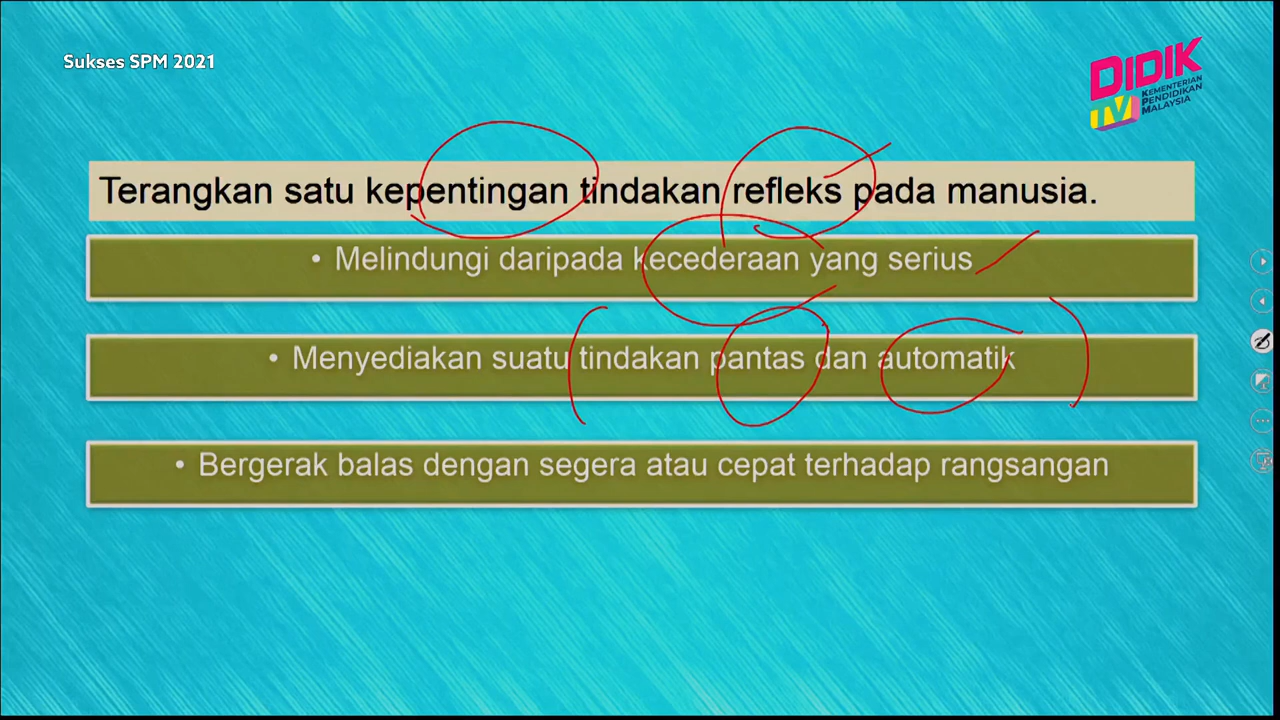 Sukses SPM 2021
DIDIK
TV
KEMENTERIAN
PENDIDIKAN
MALAYSIA
Terangkan satu kepentingan tindakan refleks pada manusia.
• Melindungi daripada kecederaan yang serius
• Menyediakan suatu tindakan pantas dan automatik
• Bergerak balas dengan segera atau cepat terhadap rangsangan